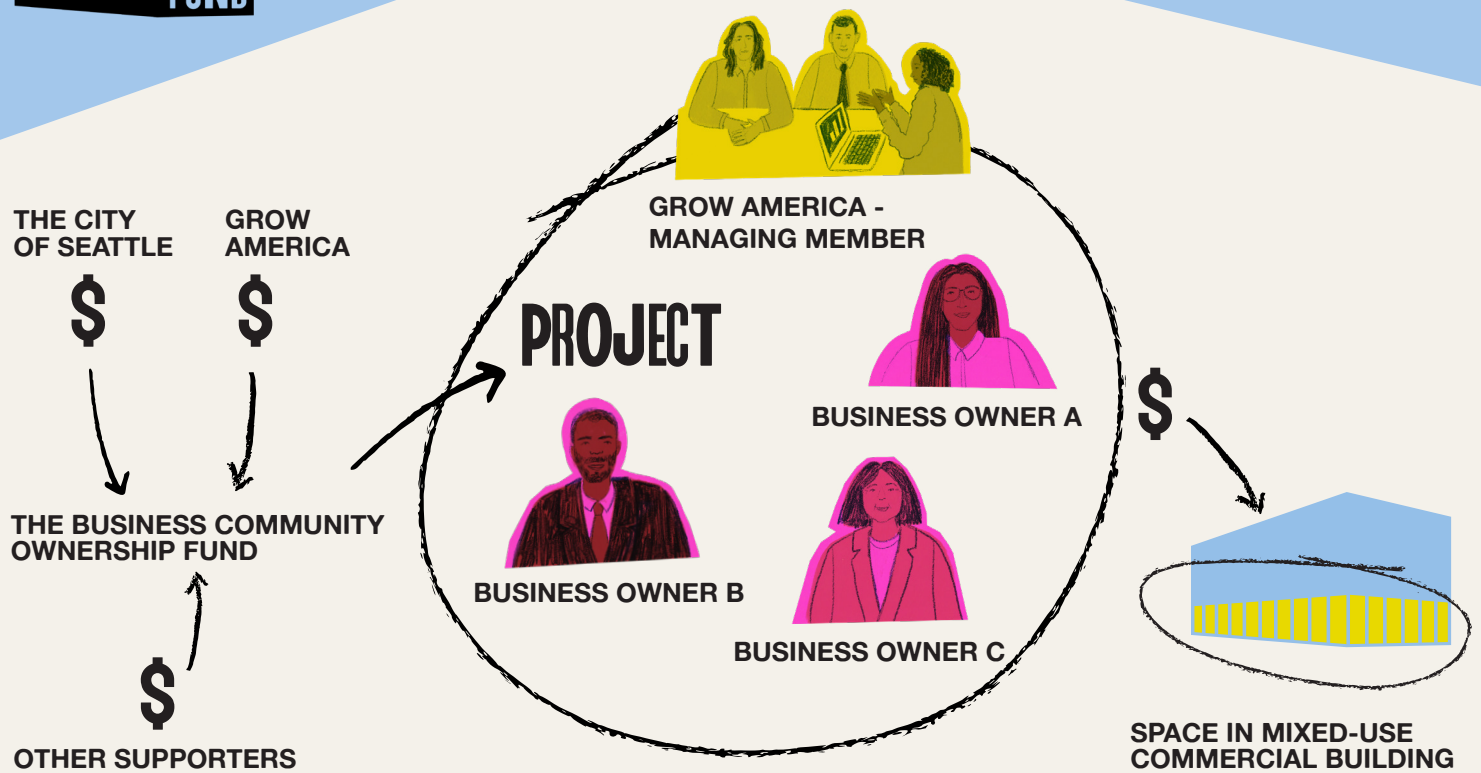 FUND
THE CITY
OF SEATTLE
$
GROW
AMERICA
$
THE BUSINESS COMMUNITY
OWNERSHIP FUND
$
OTHER SUPPORTERS
GROW AMERICA -
MANAGING MEMBER
PROJECT
BUSINESS OWNER A
BUSINESS OWNER B
BUSINESS OWNER C
$
SPACE IN MIXED-USE
COMMERCIAL BUILDING